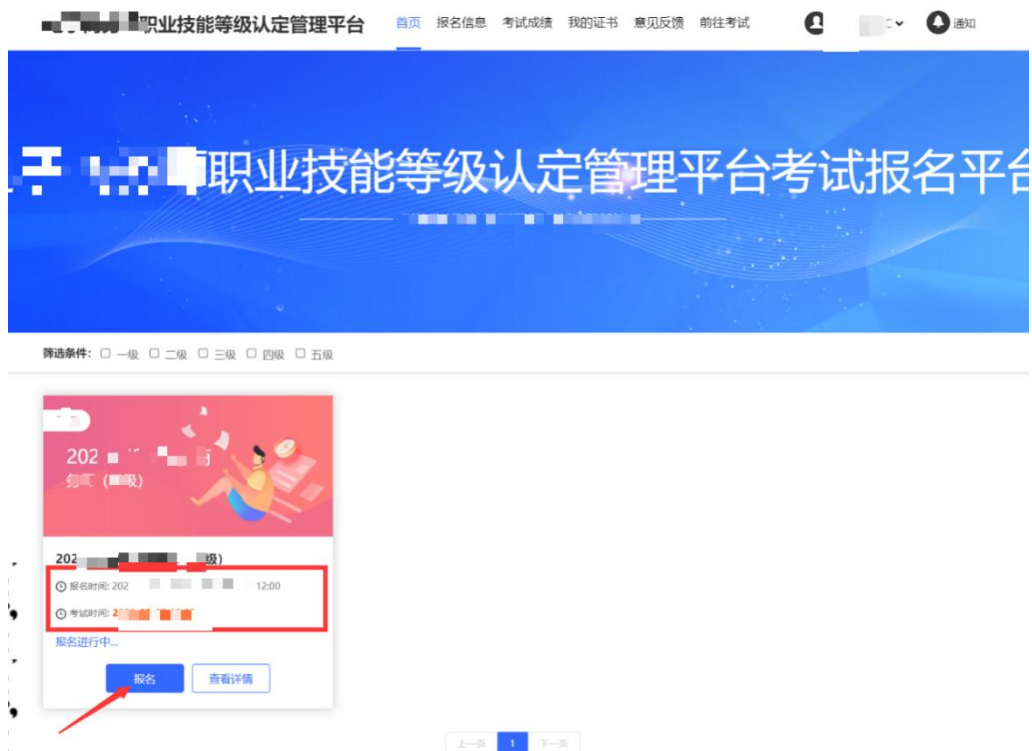 职业技能等级认定管理平台 首页 报名信息 考试成绩 我的证书 意见反馈 前往考试 通知
职业技能等级认定管理平台考试报名平台
筛选条件: 一级 二级 三级 四级 五级
202
级)
202 级)
报名时间: 202 12:00
考试时间: 2
报名进行中...
报名 查看详情
上一页 1 下一页